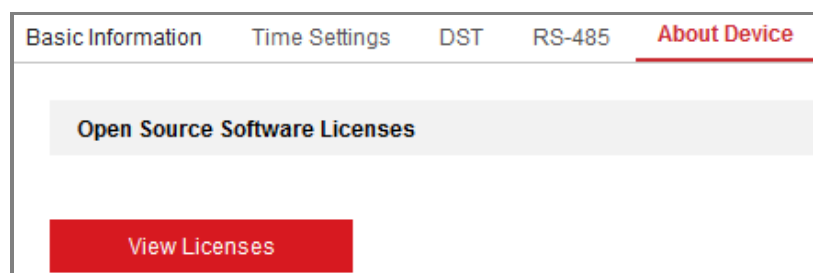 Basic Information Time Settings DST RS-485 About Device
Open Source Software Licenses
View Licenses